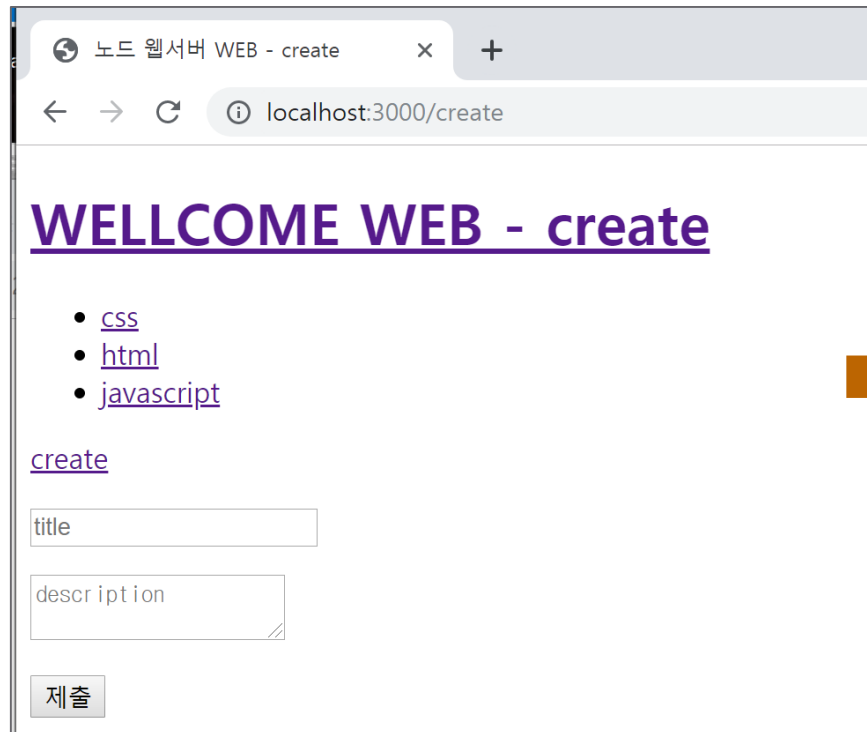 노드 웹서버 WEB - create
localhost:3000/create
WELLCOME WEB - create
css
html
javascript
create
title
description
제출